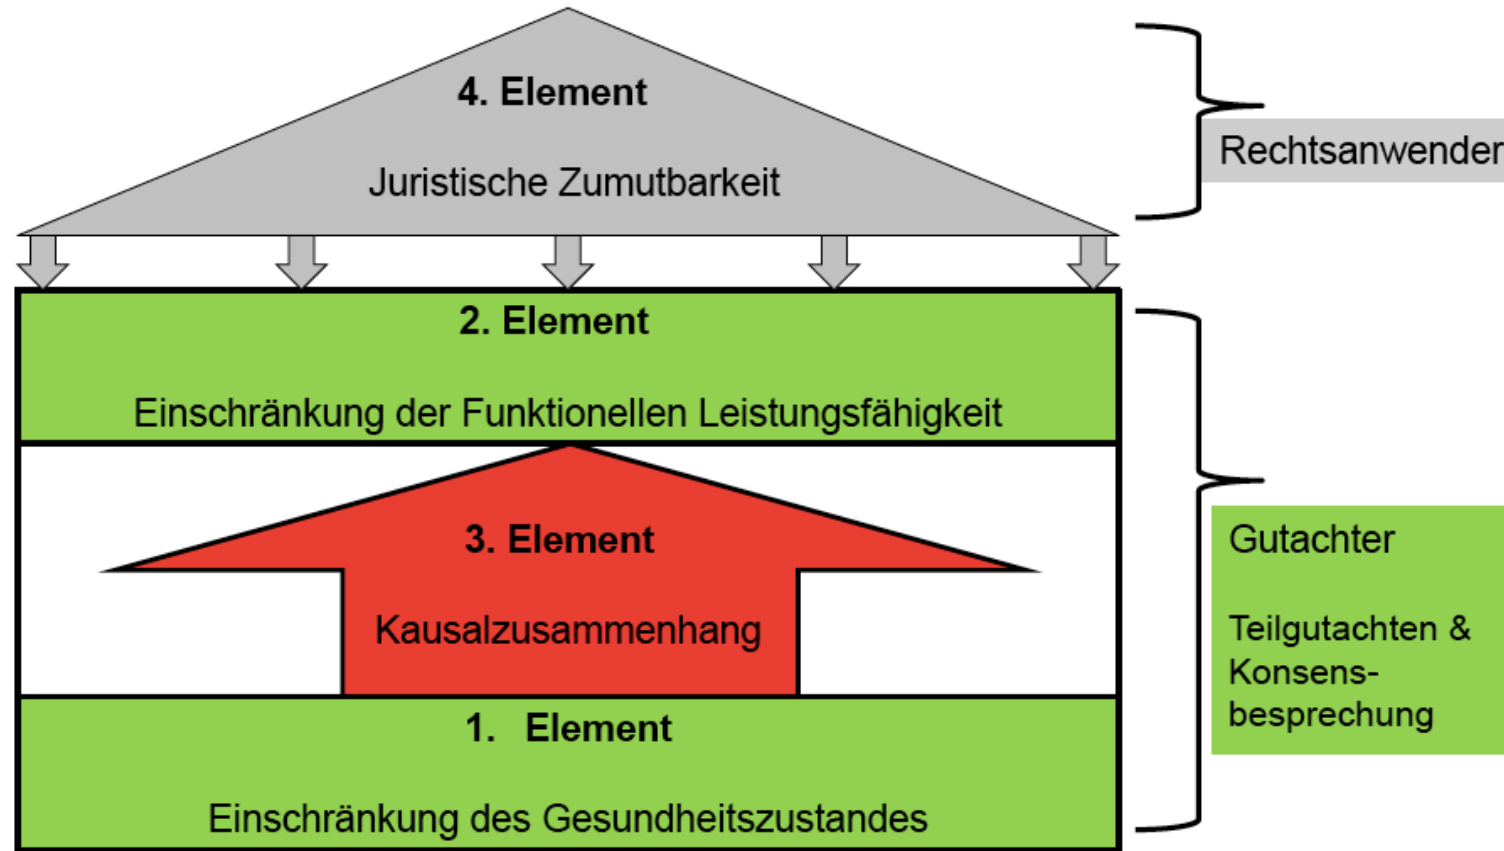 4. Element
Juristische Zumutbarkeit
Rechtsanwender
2. Element
Einschränkung der Funktionellen Leistungsfähigkeit
3. Element
Kausalzusammenhang
Gutachter
Teilgutachten &
Konsens-
besprechung
1. Element
Einschränkung des Gesundheitszustandes